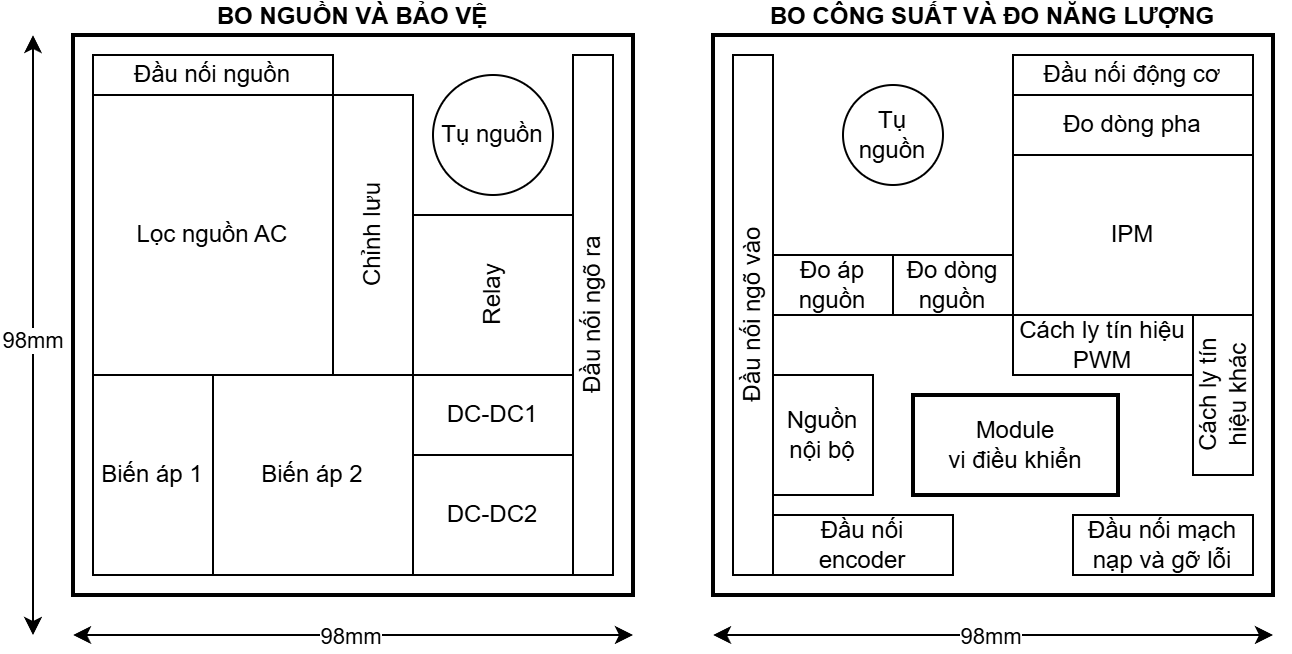 BO NGUỒN VÀ BẢO VỆ
Đầu nối nguồn
Tụ nguồn
Lọc nguồn AC
Chỉnh lưu
Relay
Đầu nối ngõ ra
DC-DC1
Biến áp 1
Biến áp 2
DC-DC2
98mm
98mm
BO CÔNG SUẤT VÀ ĐO NĂNG LƯỢNG
Đầu nối động cơ
Tụ
nguồn
Đo dòng pha
IPM
Đầu nối ngõ vào
Đo áp
nguồn
Đo dòng
nguồn
Cách ly tín hiệu
PWM
Cách ly tín
hiệu khác
Nguồn
nội bộ
Module
vi điều khiển
Đầu nối
encoder
Đầu nối mạch
nạp và gỡ lỗi
98mm